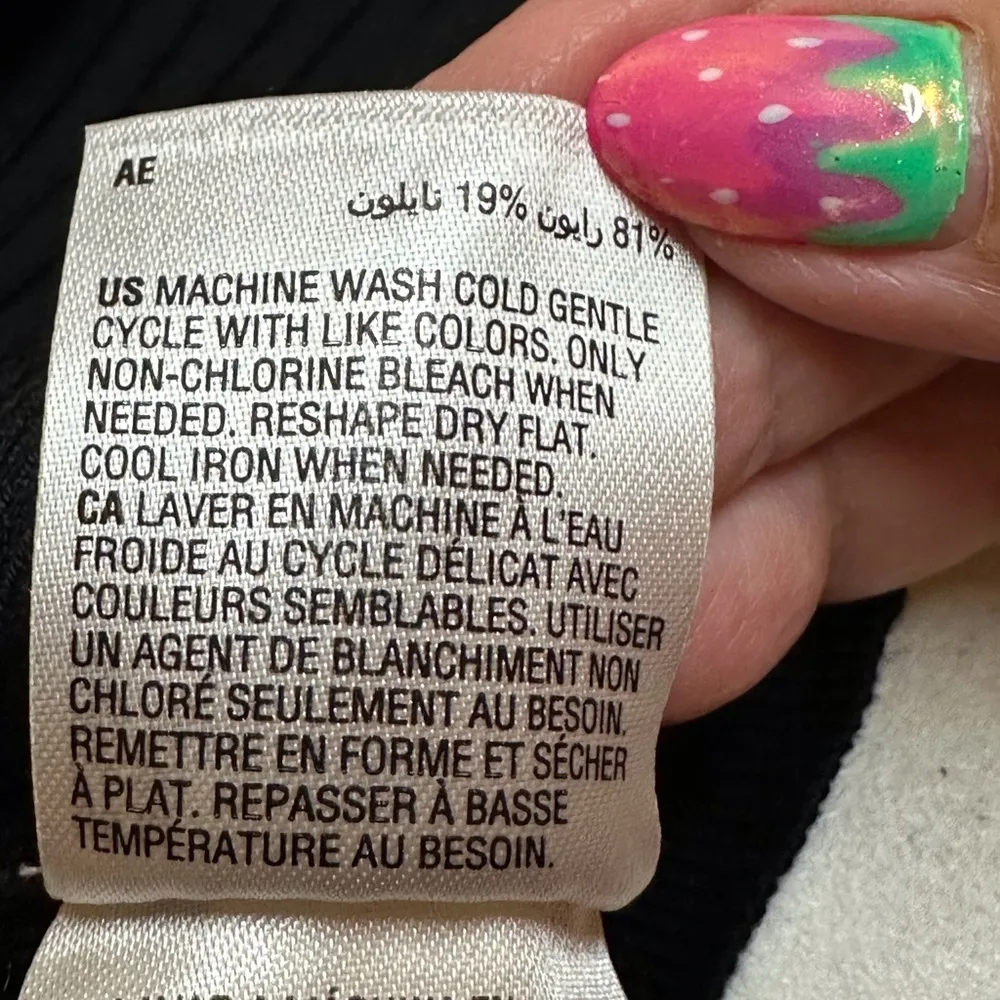 AE
81% رايون 19% نايلون
US MACHINE WASH COLD GENTLE
CYCLE WITH LIKE COLORS. ONLY
NON-CHLORINE BLEACH WHEN
NEEDED. RESHAPE DRY FLAT.
COOL IRON WHEN NEEDED.
CA LAVER EN MACHINE À L'EAU
FROIDE AU CYCLE DÉLICAT AVEC
COULEURS SEMBLABLES. UTILISER
UN AGENT DE BLANCHIMENT NON
CHLORÉ SEULEMENT AU BESOIN.
REMETTRE EN FORME ET SÉCHER
À PLAT. REPASSER À BASSE
TEMPÉRATURE AU BESOIN.